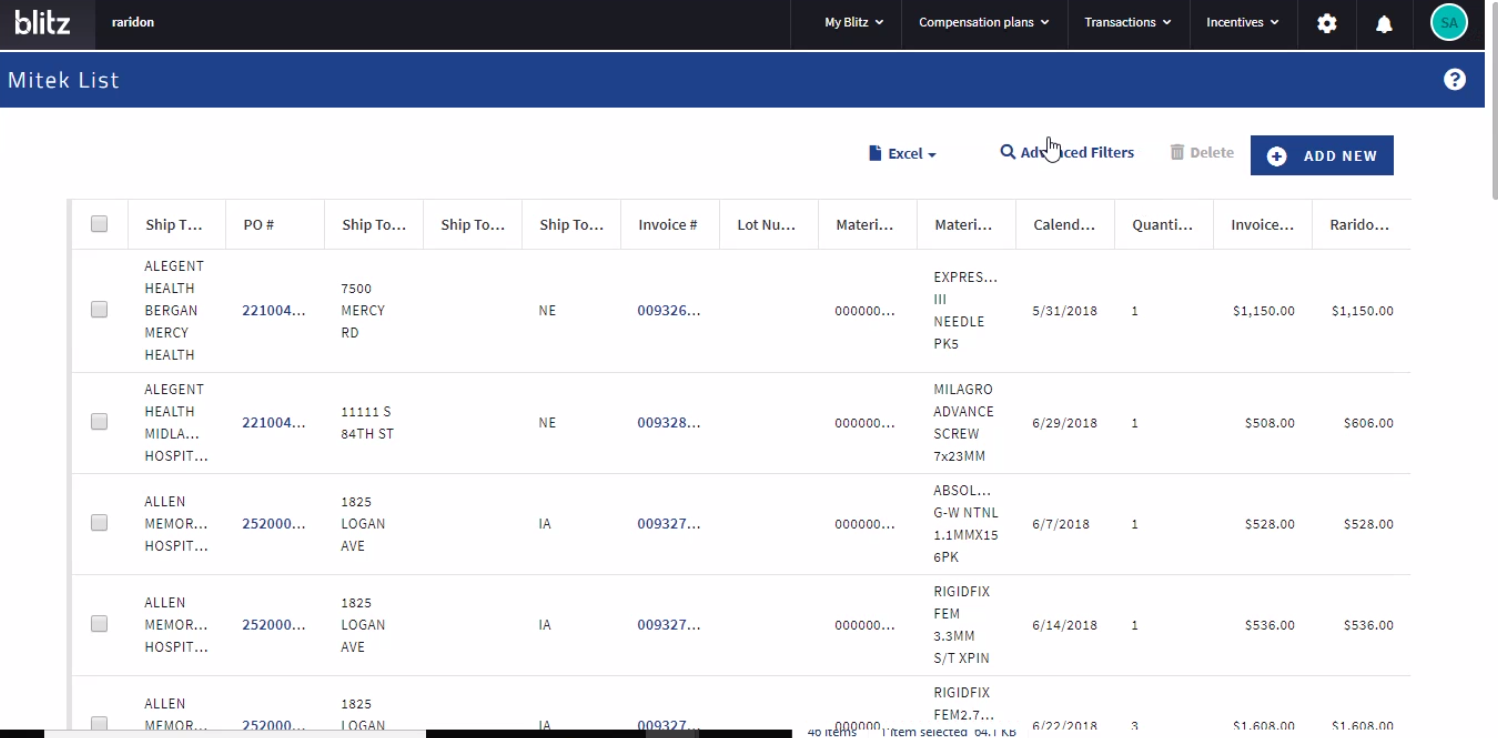 blitz raridon My Blitz Compensation plans Transactions Incentives SA
Mitek List ?
Excel Advanced Filters Delete ADD NEW
Ship T... PO # Ship To... Ship To... Ship To... Invoice # Lot Nu... Materi... Materi... Calend... Quanti... Invoice... Rarido...
ALEGENT
HEALTH
BERGAN
MERCY
HEALTH
221004...
7500
MERCY
RD
NE
009326...
000000...
EXPRES...
III
NEEDLE
PK5
5/31/2018
1
$1,150.00
$1,150.00
ALEGENT
HEALTH
MIDLA...
HOSPIT...
221004...
11111 S
84TH ST
NE
009328...
000000...
MILAGRO
ADVANCE
SCREW
7x23MM
6/29/2018
1
$508.00
$606.00
ALLEN
MEMOR...
HOSPIT...
252000...
1825
LOGAN
AVE
IA
009327...
000000...
ABSOL...
G-W NTNL
1.1MMX15
6PK
6/7/2018
1
$528.00
$528.00
ALLEN
MEMOR...
HOSPIT...
252000...
1825
LOGAN
AVE
IA
009327...
000000...
RIGIDFIX
FEM
3.3MM
S/T XPIN
6/14/2018
1
$536.00
$536.00
ALLEN
MEMOR...
252000...
1825
LOGAN
IA
009327...
000000...
RIGIDFIX
FEM2.7...
6/22/2018
3
$1,608.00
$1,608.00
46 items 1 item selected 64.1 KB